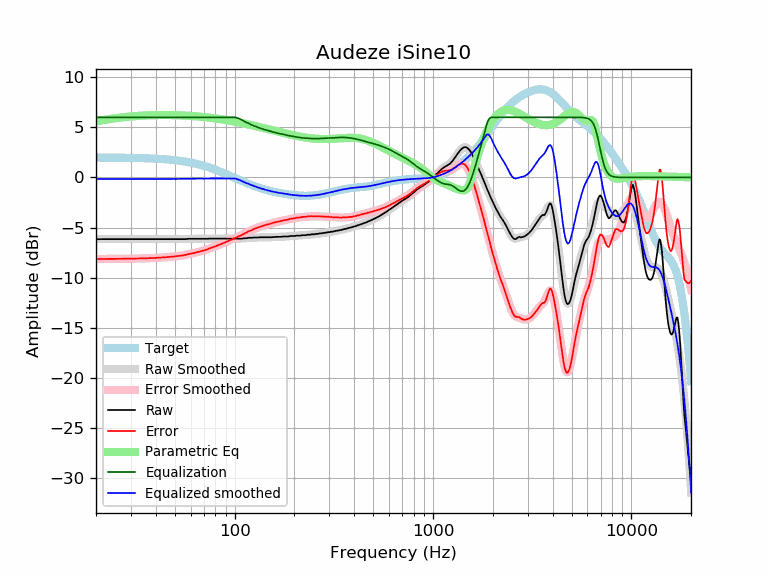 Audeze iSine10
10
5
0
−5
−10
−15
−20
−25
−30
Amplitude (dBr)
Target
Raw Smoothed
Error Smoothed
Raw
Error
Parametric Eq
Equalization
Equalized smoothed
100
1000
10000
Frequency (Hz)